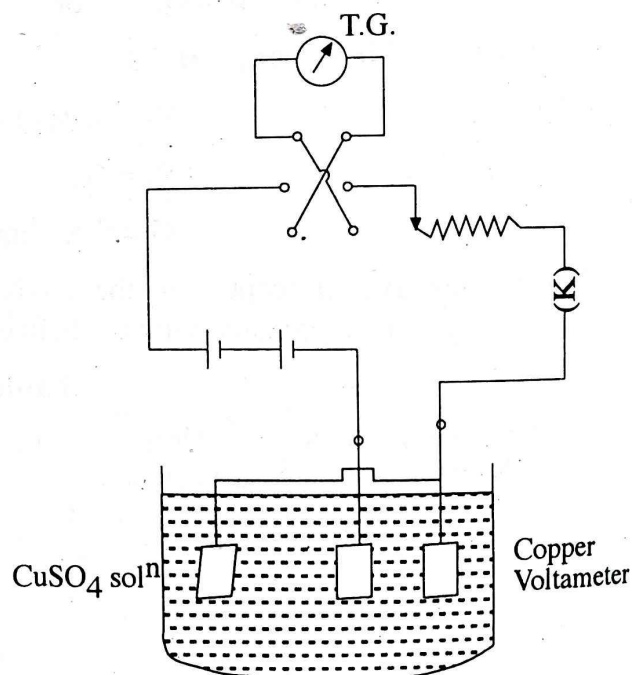 T.G.
(K)
CuSO4 solⁿ
Copper
Voltameter